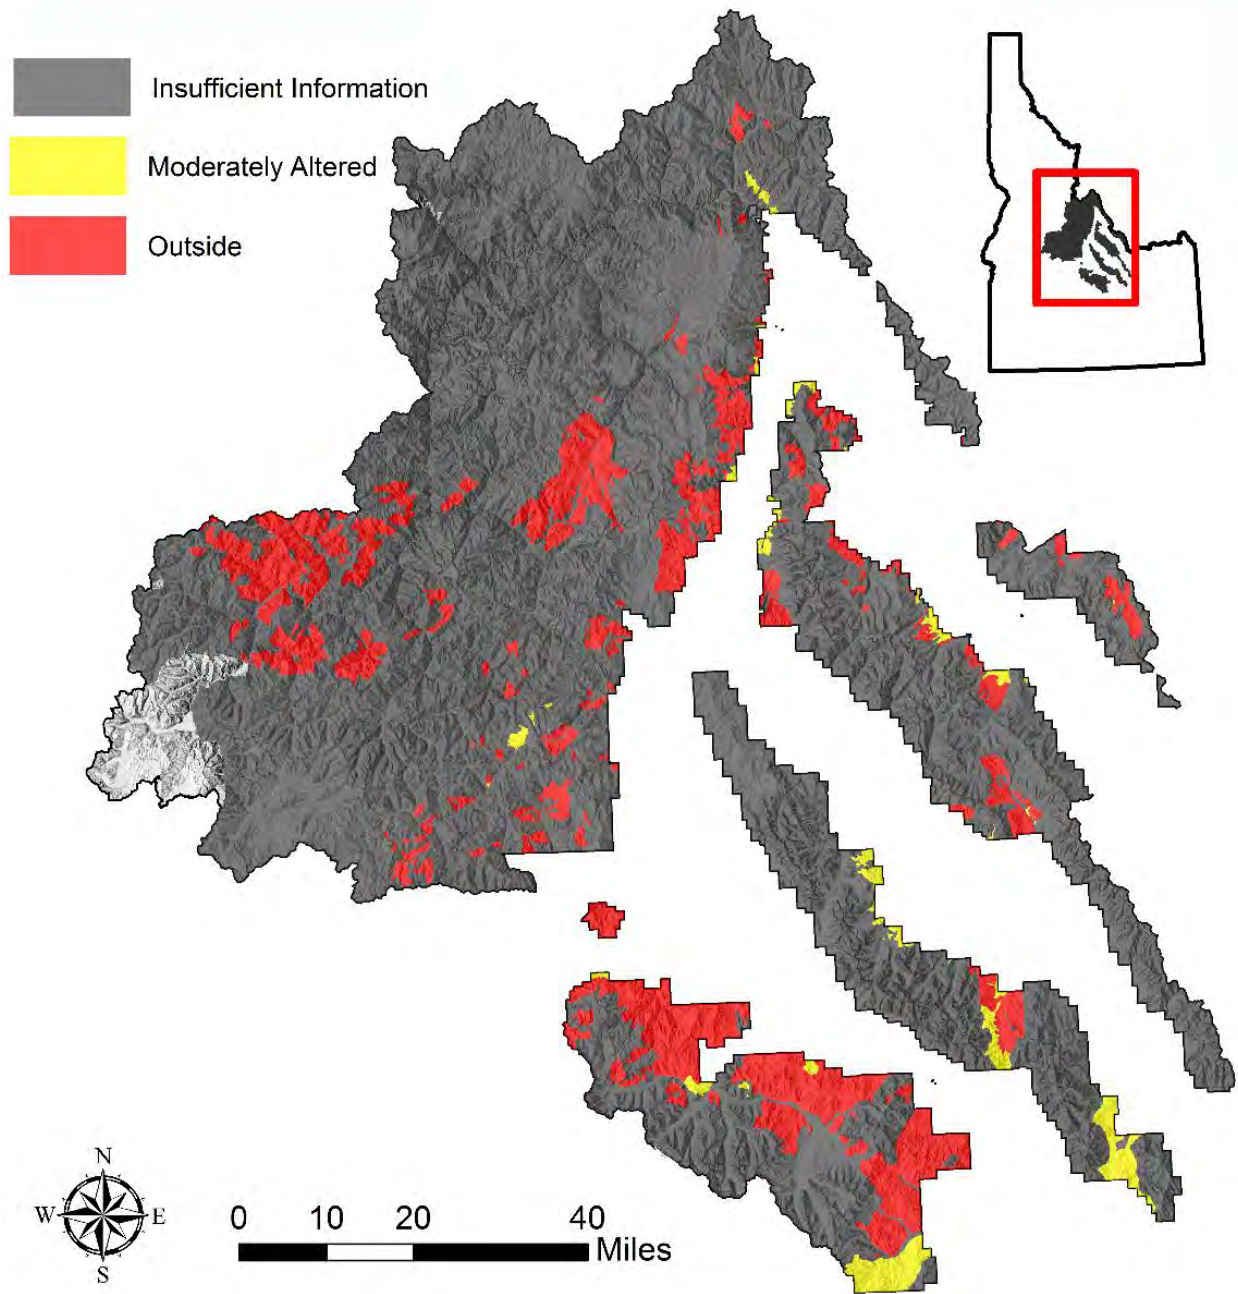 Insufficient Information
Moderately Altered
Outside
N
W E
S
0 10 20 40
Miles